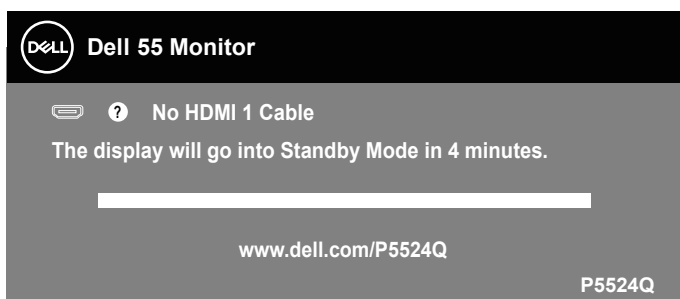 DELL Dell 55 Monitor
? No HDMI 1 Cable
The display will go into Standby Mode in 4 minutes.
www.dell.com/P5524Q
P5524Q